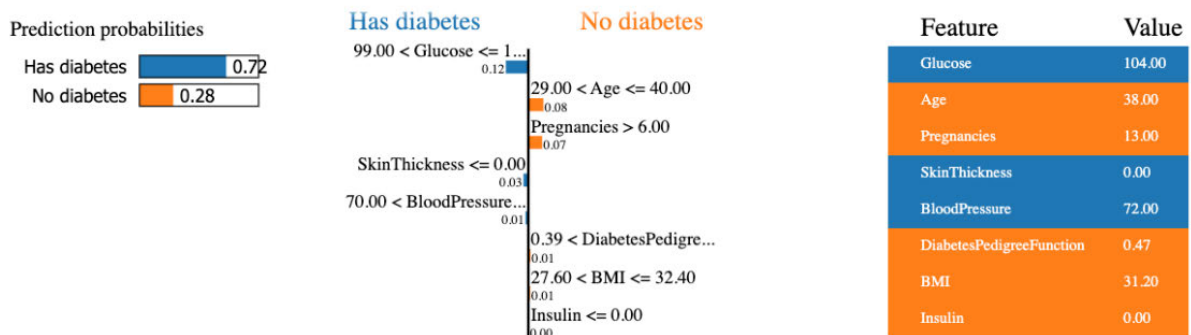 Prediction probabilities
Has diabetes 0.72
No diabetes 0.28
Has diabetes No diabetes
99.00 < Glucose <= 1...
0.12
29.00 < Age <= 40.00
0.08
Pregnancies > 6.00
0.07
SkinThickness <= 0.00
0.03
70.00 < BloodPressure...
0.01
0.39 < DiabetesPedigre...
0.01
27.60 < BMI <= 32.40
0.01
Insulin <= 0.00
0.00
Feature Value
Glucose 104.00
Age 38.00
Pregnancies 13.00
SkinThickness 0.00
BloodPressure 72.00
DiabetesPedigreeFunction 0.47
BMI 31.20
Insulin 0.00